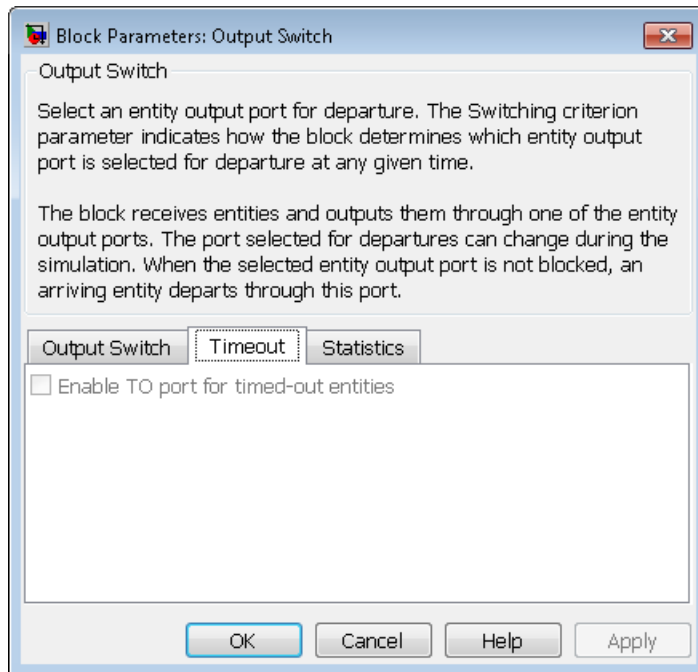 Block Parameters: Output Switch
Output Switch
Select an entity output port for departure. The Switching criterion
parameter indicates how the block determines which entity output
port is selected for departure at any given time.
The block receives entities and outputs them through one of the entity
output ports. The port selected for departures can change during the
simulation. When the selected entity output port is not blocked, an
arriving entity departs through this port.
Output Switch Timeout Statistics
Enable TO port for timed-out entities
OK Cancel Help Apply